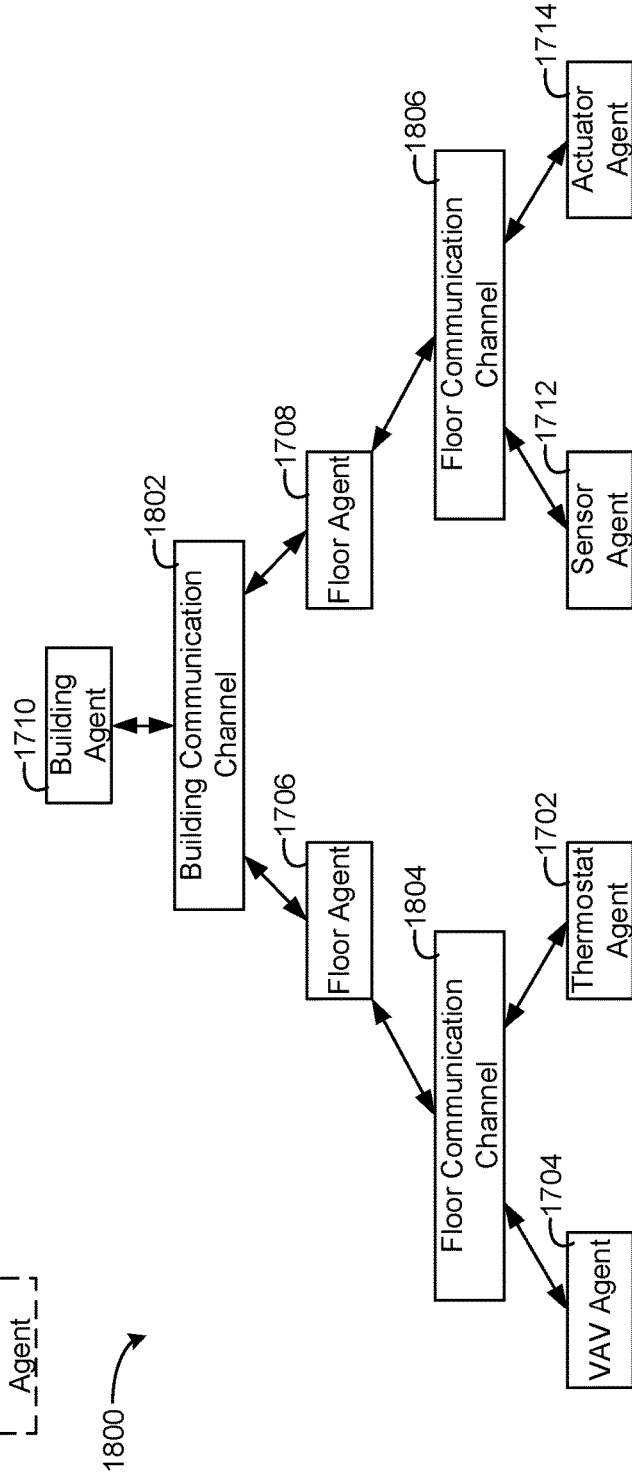 Agent
1800
1710
Building
Agent
1802
Building Communication
Channel
1706
Floor Agent
1708
Floor Agent
1804
Floor Communication
Channel
1806
Floor Communication
Channel
1704
VAV Agent
1702
Thermostat
Agent
1712
Sensor
Agent
1714
Actuator
Agent